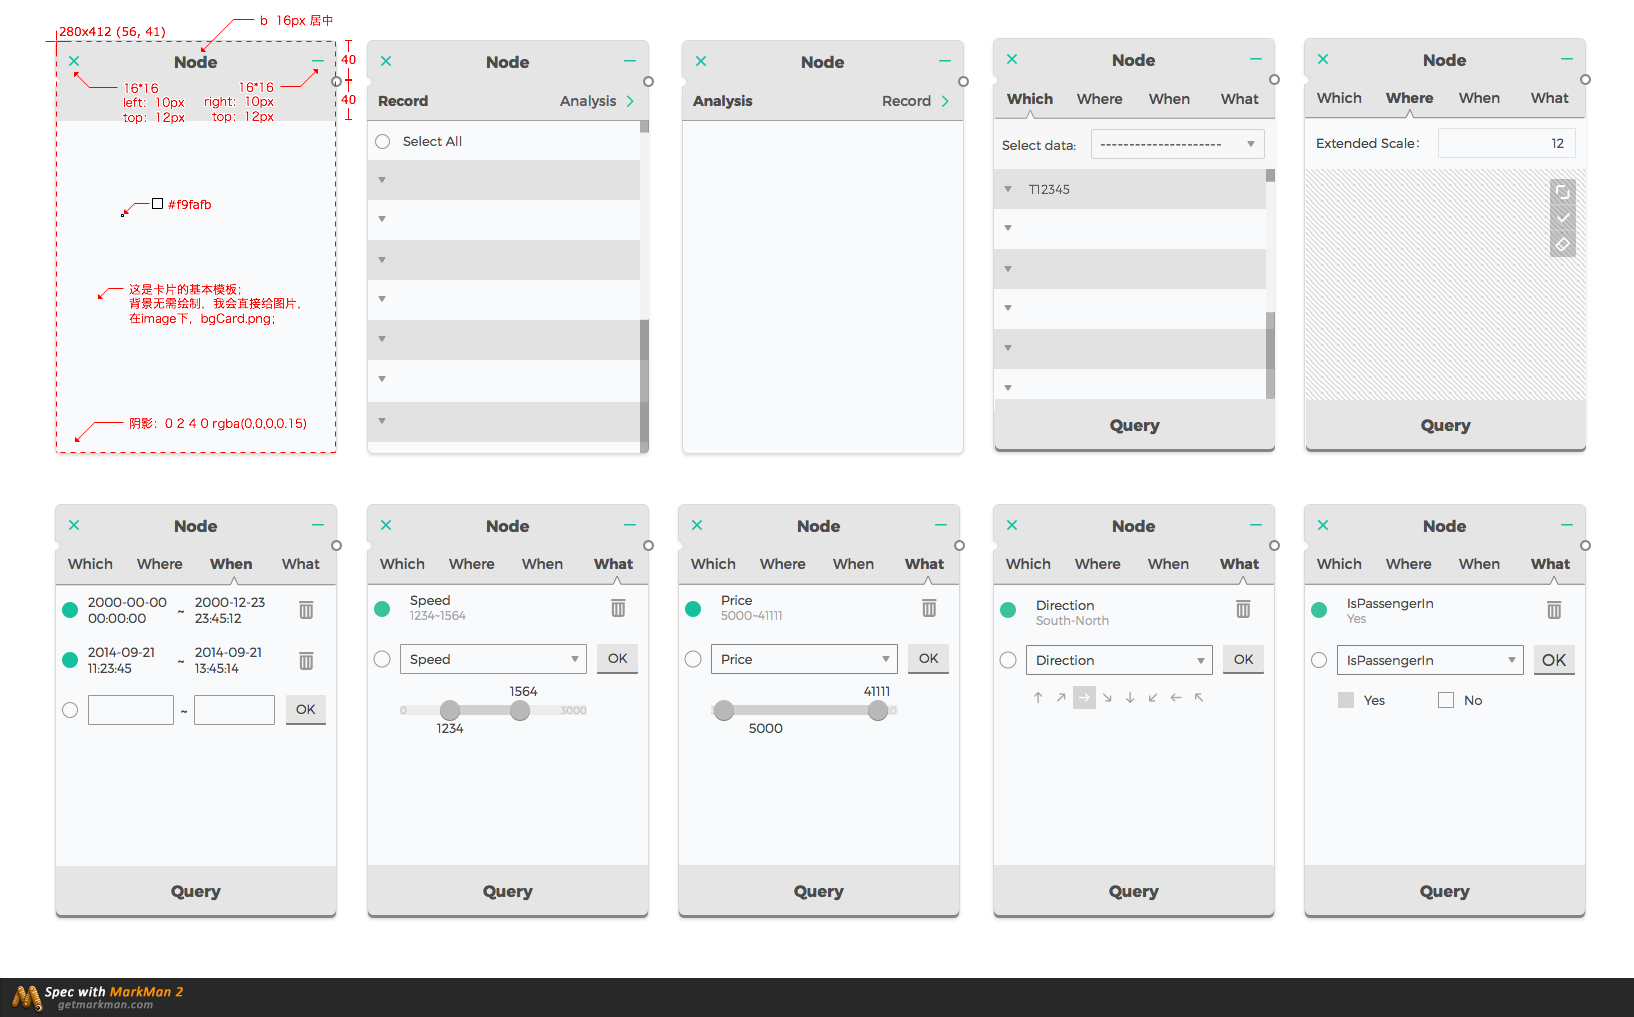 b 16px 居中
280x412 (56, 41)
Node
40
16*16
left: 10px
top: 12px
16*16
right: 10px
top: 12px
40
#f9fafb
这是卡片的基本模板;
背景无需绘制，我会直接给图片，
在image下，bgCard.png;
阴影: 0 2 4 0 rgba(0,0,0,0.15)
Node
Record
Analysis
Select All
Node
Analysis
Record
Node
Which Where When What
Select data: ---------------------
T12345
Query
Node
Which Where When What
Extended Scale: 12
Query
Node
Which Where When What
2000-00-00 ~ 2000-12-23
00:00:00 23:45:12
2014-09-21 ~ 2014-09-21
11:23:45 13:45:14
~ OK
Query
Node
Which Where When What
Speed
1234~1564
Speed OK
1564
0 3000
1234
Query
Node
Which Where When What
Price
5000~41111
Price OK
41111
5000
Query
Node
Which Where When What
Direction
South-North
Direction OK
Query
Node
Which Where When What
IsPassengerIn
Yes
IsPassengerIn OK
Yes No
Query
Spec with MarkMan 2
getmarkman.com